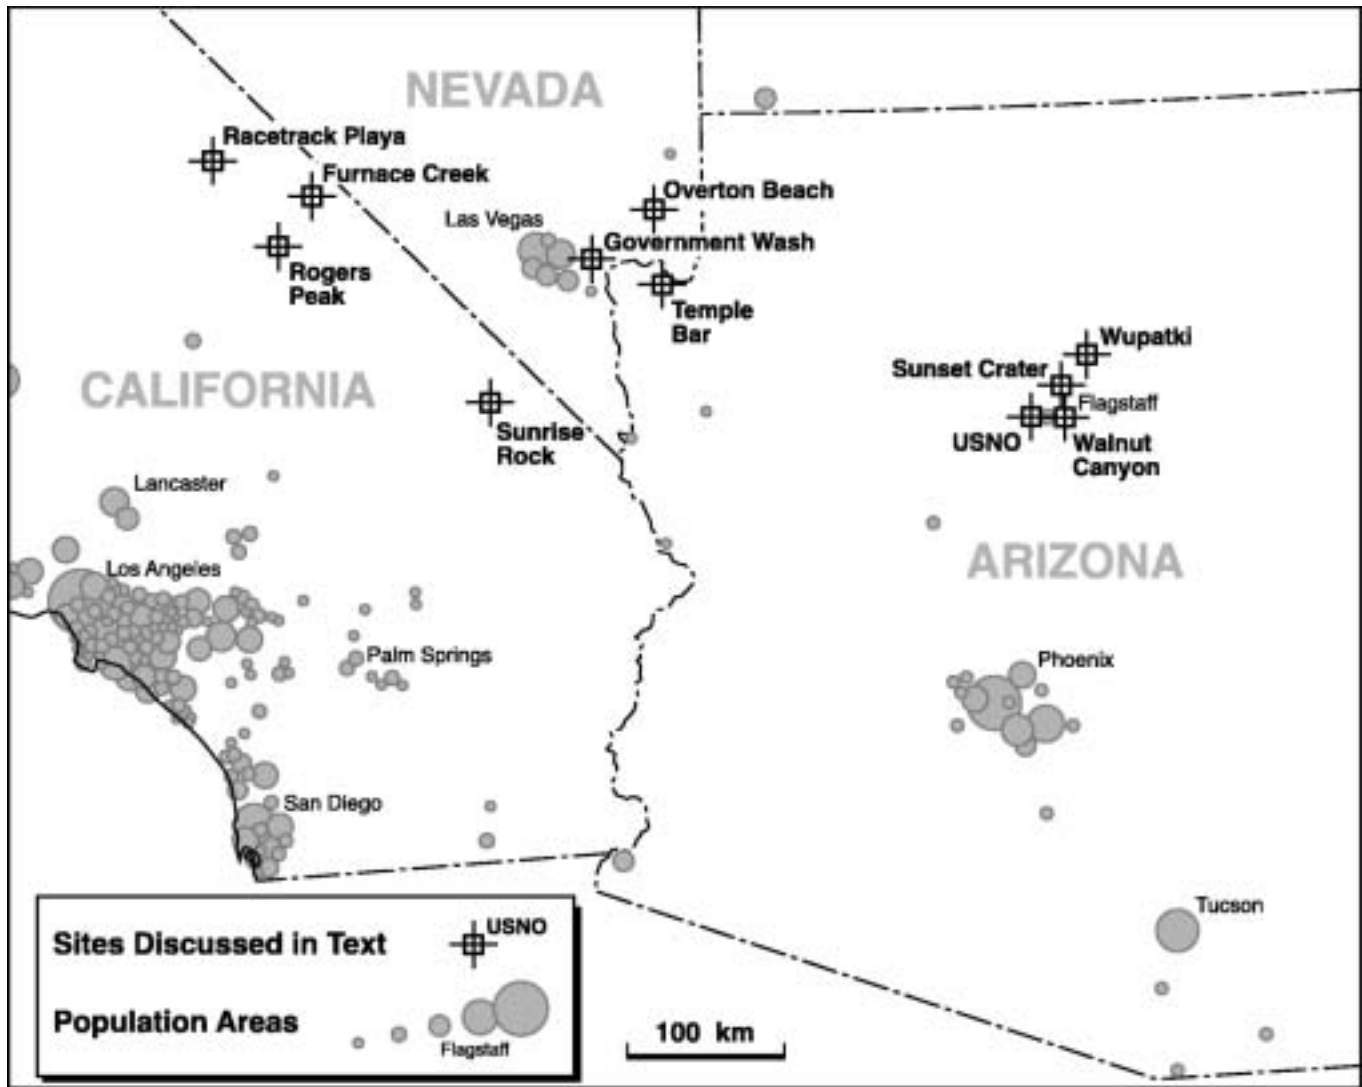 NEVADA
Racetrack Playa
Furnace Creek
Overton Beach
Las Vegas
Government Wash
Rogers
Peak
Temple
Bar
Wupatki
Sunset Crater
CALIFORNIA
Flagstaff
Sunrise
Rock
USNO
Walnut
Canyon
Lancaster
ARIZONA
Los Angeles
Palm Springs
Phoenix
San Diego
Tucson
Sites Discussed in Text
USNO
Population Areas
Flagstaff
100 km